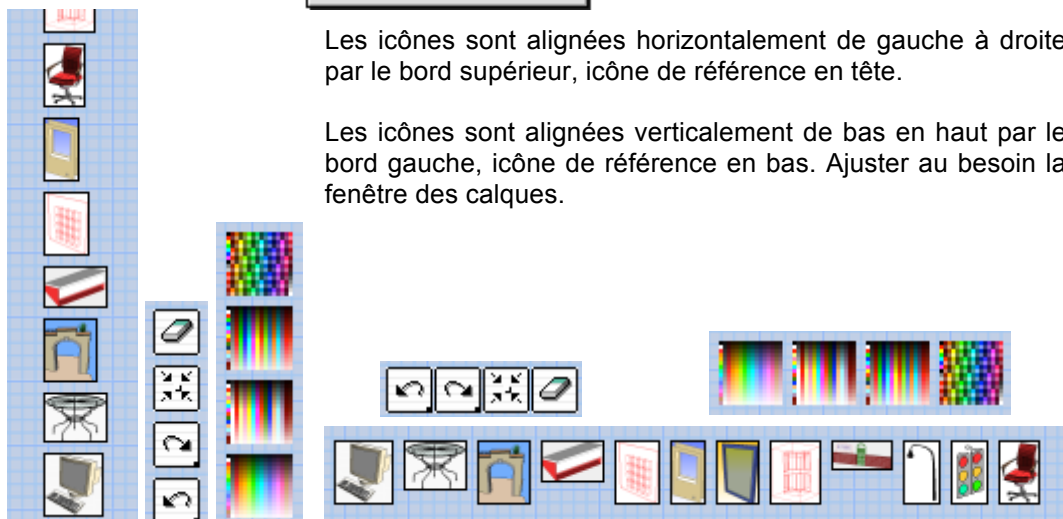 Les icônes sont alignées horizontalement de gauche à droite
par le bord supérieur, icône de référence en tête.
Les icônes sont alignées verticalement de bas en haut par le
bord gauche, icône de référence en bas. Ajuster au besoin la
fenêtre des calques.